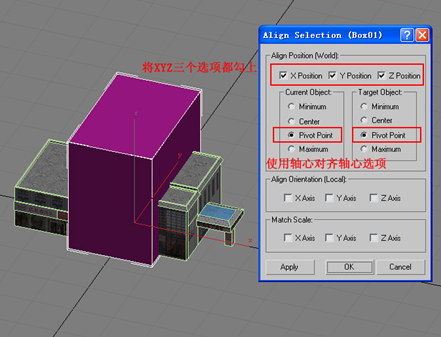 Align Selection (Box01)
Align Position (World):
将XYZ三个选项都勾上
X Position Y Position Z Position
Current Object: Target Object:
Minimum Minimum
Center Center
Pivot Point Pivot Point
Maximum Maximum
使用轴心对齐轴心选项
Align Orientation (Local):
X Axis Y Axis Z Axis
Match Scale:
X Axis Y Axis Z Axis
Apply OK Cancel
z
y
x